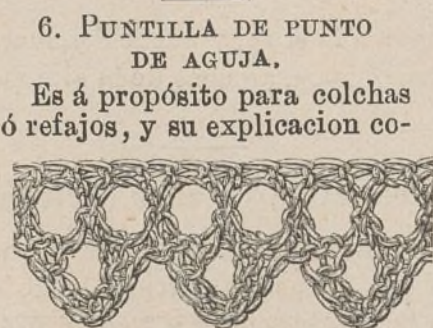 6. PUNTILLA DE PUNTO
DE AGUJA.
Es á propósito para colchas
ó refajos, y su explicacion co-